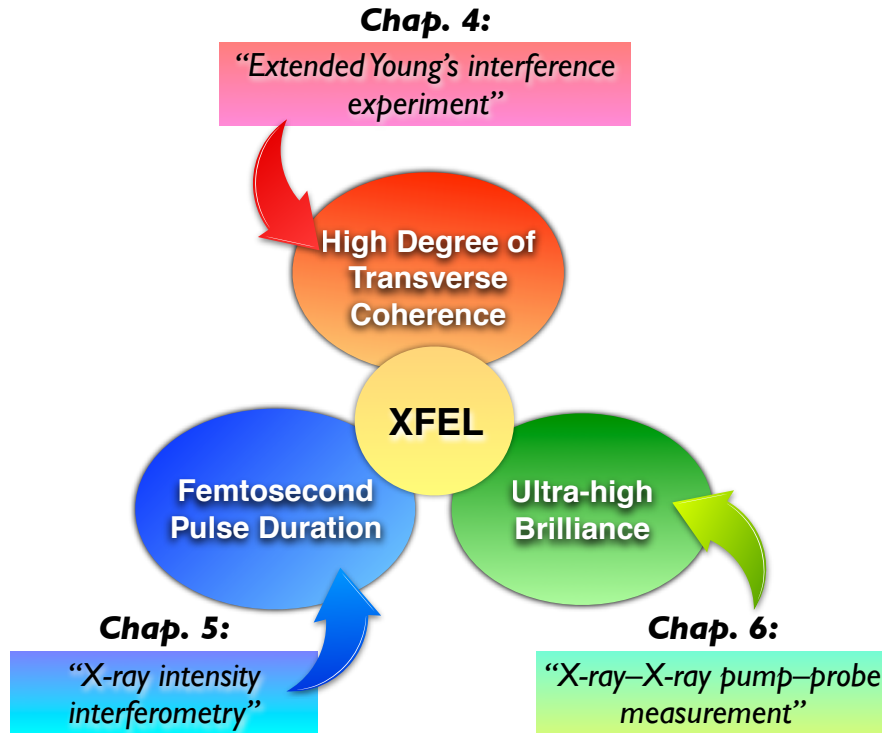 Chap. 4:
“Extended Young’s interference
experiment”
High Degree of
Transverse
Coherence
XFEL
Femtosecond
Pulse Duration
Ultra-high
Brilliance
Chap. 5:
“X-ray intensity
interferometry”
Chap. 6:
“X-ray–X-ray pump–probe
measurement”